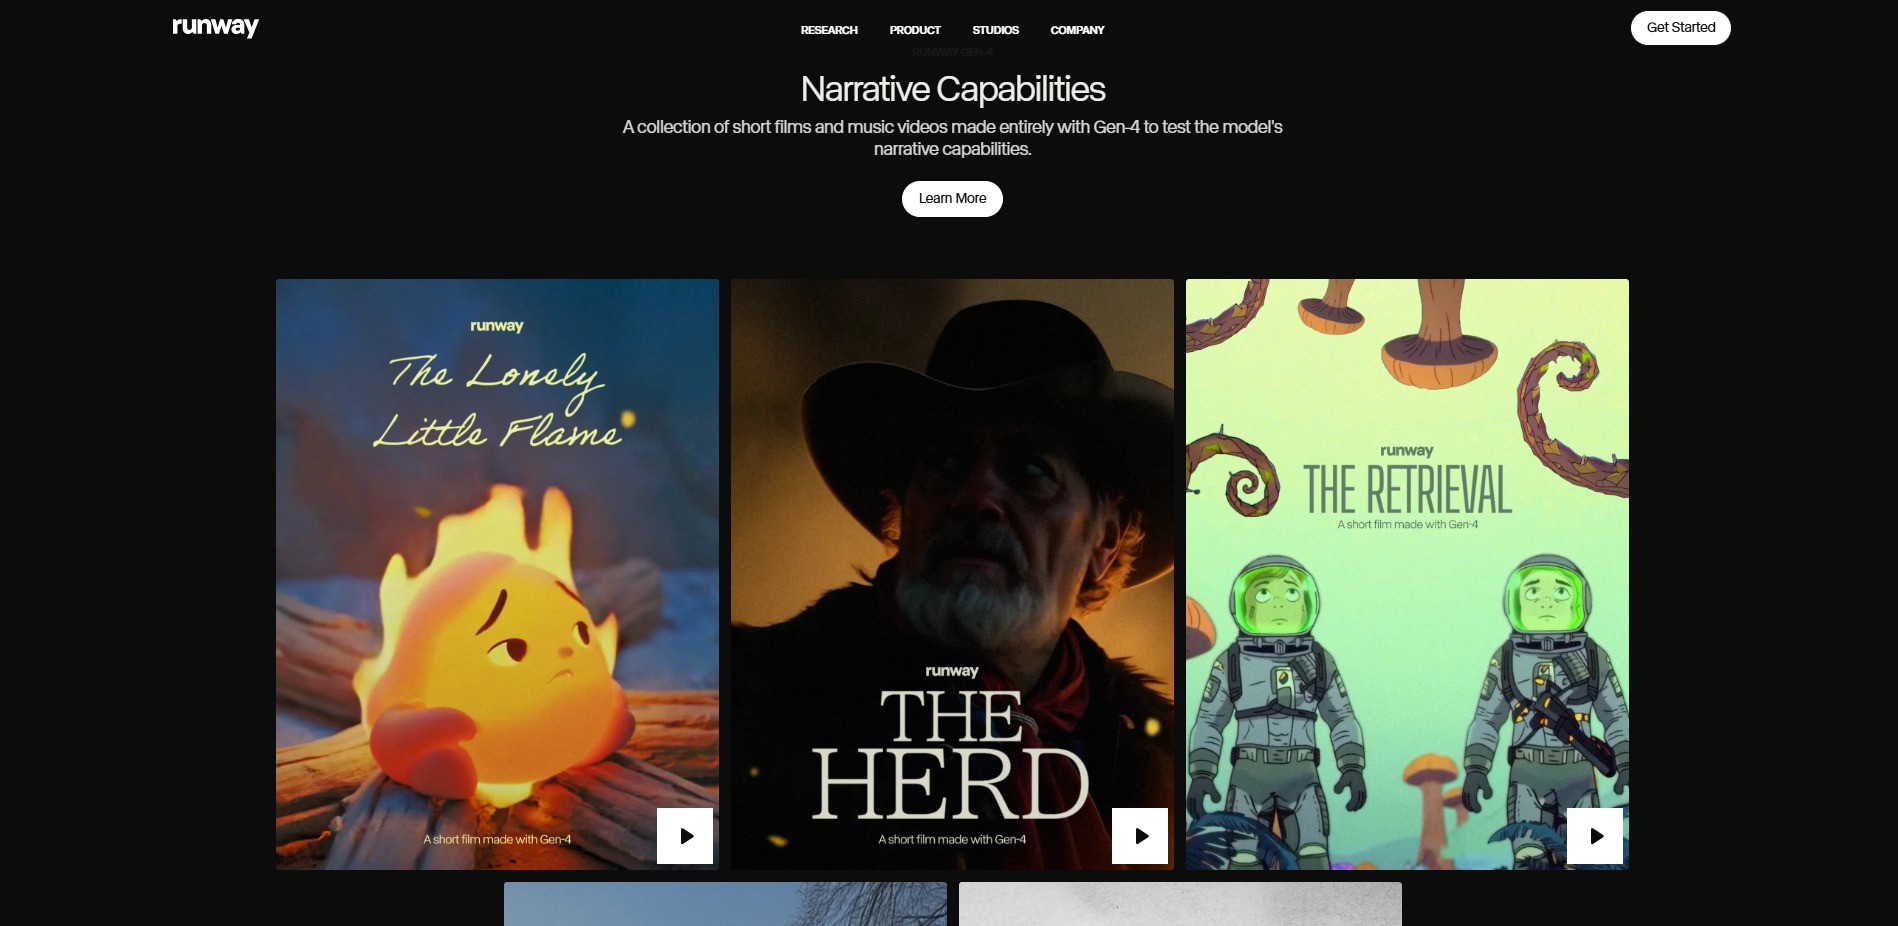 runway
RESEARCH PRODUCT STUDIOS COMPANY
Get Started
RUNWAY GEN-4
Narrative Capabilities
A collection of short films and music videos made entirely with Gen-4 to test the model's
narrative capabilities.
Learn More
runway
The Lonely
Little Flame
A short film made with Gen-4
runway
THE
HERD
A short film made with Gen-4
runway
THE RETRIEVAL
A short film made with Gen-4